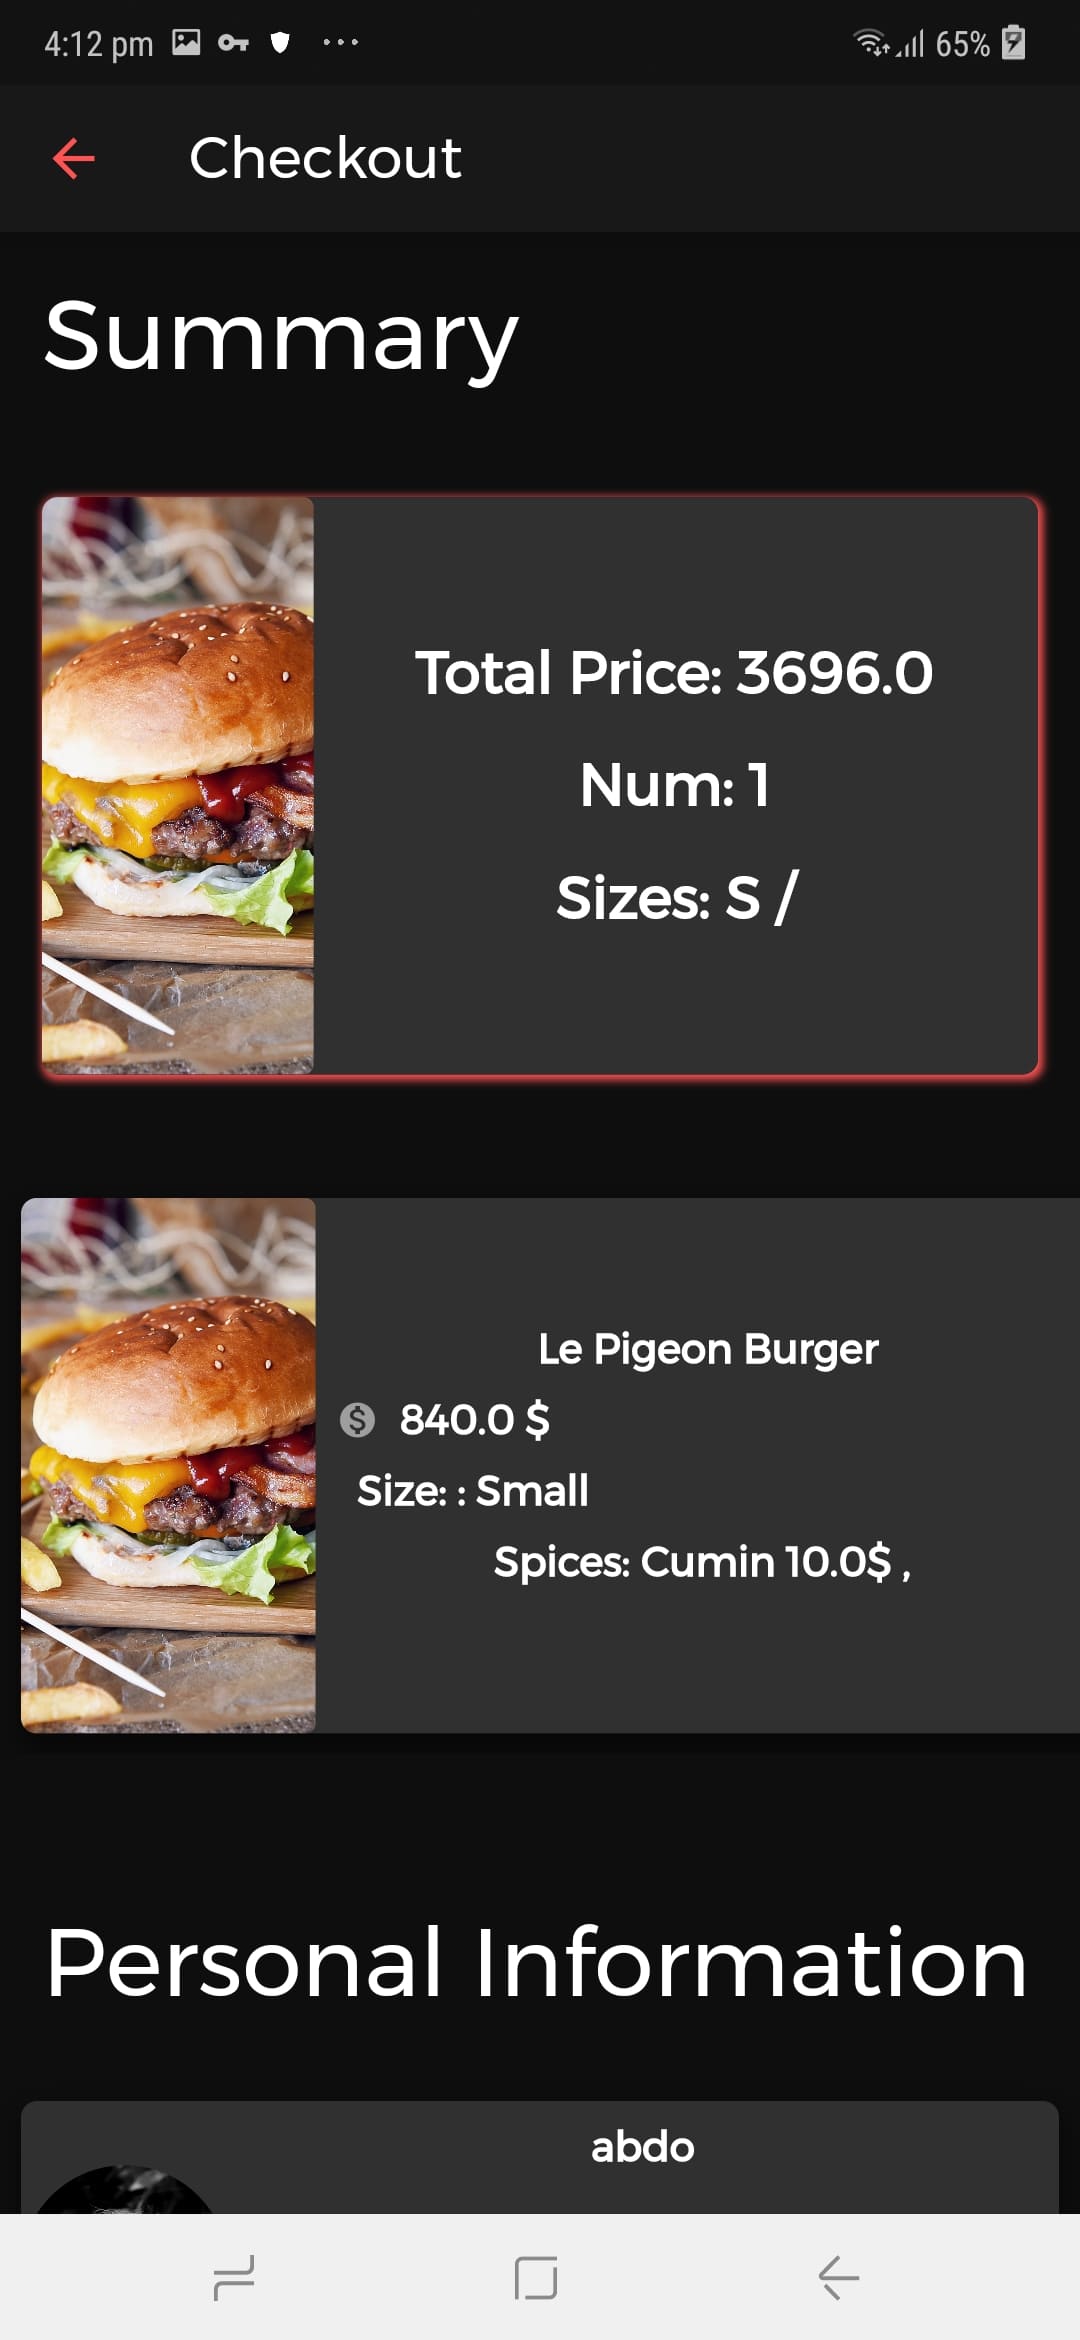 4:12 pm 65%
Checkout
Summary
Total Price: 3696.0
Num: 1
Sizes: S /
Le Pigeon Burger
840.0 $
Size: : Small
Spices: Cumin 10.0$ ,
Personal Information
abdo